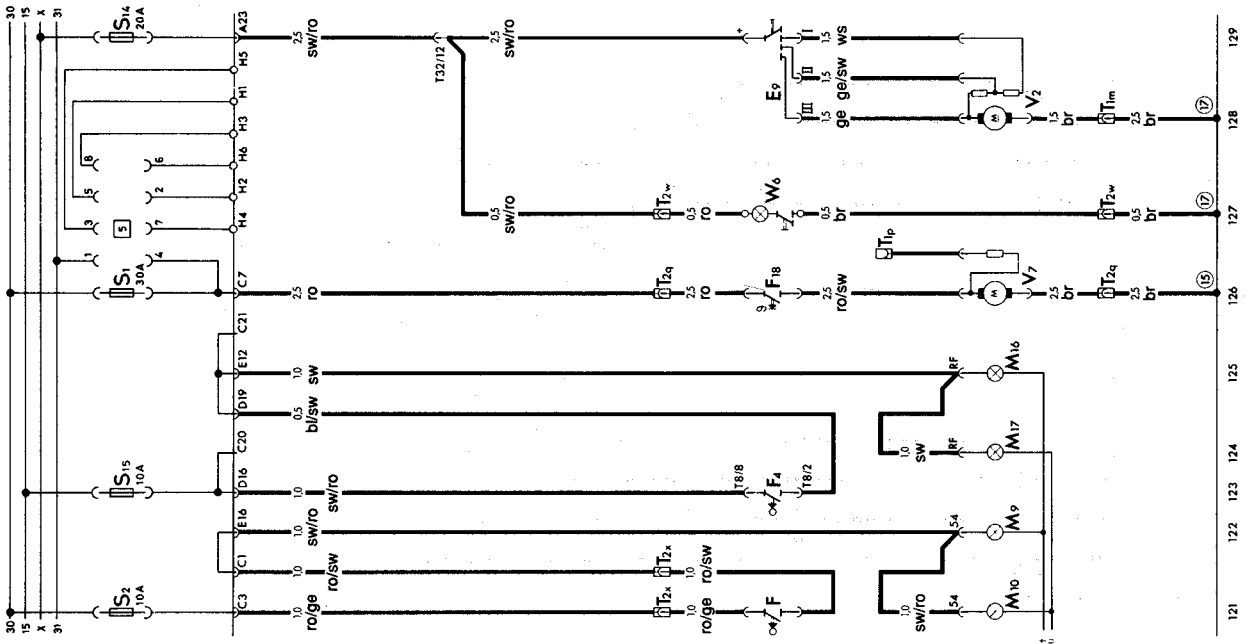 30
15
X
31
S14
20A
A23
2,5
sw/ro
T32/12
2,5
sw/ro
+
I
1,5
ws
129
H5
II
1,5
ge/sw
H1
E9
III
1,5
ge
V2
1,5
br
T1m
2,5
br
17
128
H3
8
6
H6
5
2
H2
0,5
sw/ro
T2w
0,5
ro
W6
0,5
br
T2w
0,5
br
17
127
3
5
7
H4
1
4
T1p
S1
30A
C7
2,5
ro
T2q
2,5
ro
F18
2,5
ro/sw
V7
2,5
br
T2q
2,5
br
15
126
C21
E12
1,0
sw
RF
M16
125
D19
0,5
bl/sw
C20
1,0
sw
RF
M17
124
S15
10A
D16
1,0
sw/ro
T8/8
F4
T8/2
123
E16
1,0
sw/ro
54
M9
122
C1
1,0
ro/sw
T2x
1,0
ro/sw
S2
10A
C3
1,0
ro/ge
T2x
1,0
ro/ge
F
1,0
sw/ro
54
M10
121
30
15
X
31